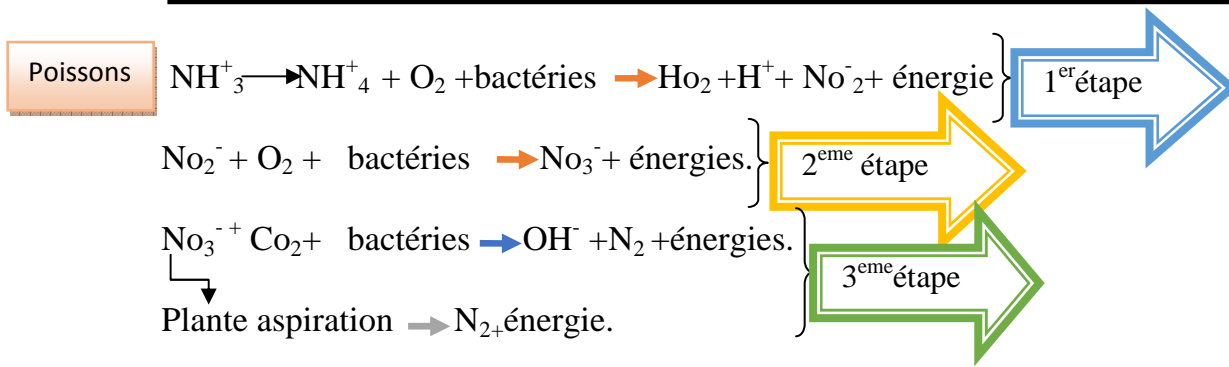 Poissons NH⁺₃ → NH⁺₄ + O₂ +bactéries → Ho₂ +H⁺+ No⁻₂+ énergie 1ᵉʳétape
No₂⁻ + O₂ + bactéries → No₃⁻+ énergies. 2ᵉᵐᵉ étape
No₃⁻ ⁺ Co₂+ bactéries → OH⁻ +N₂ +énergies. 3ᵉᵐᵉétape
Plante aspiration → N₂₊énergie.